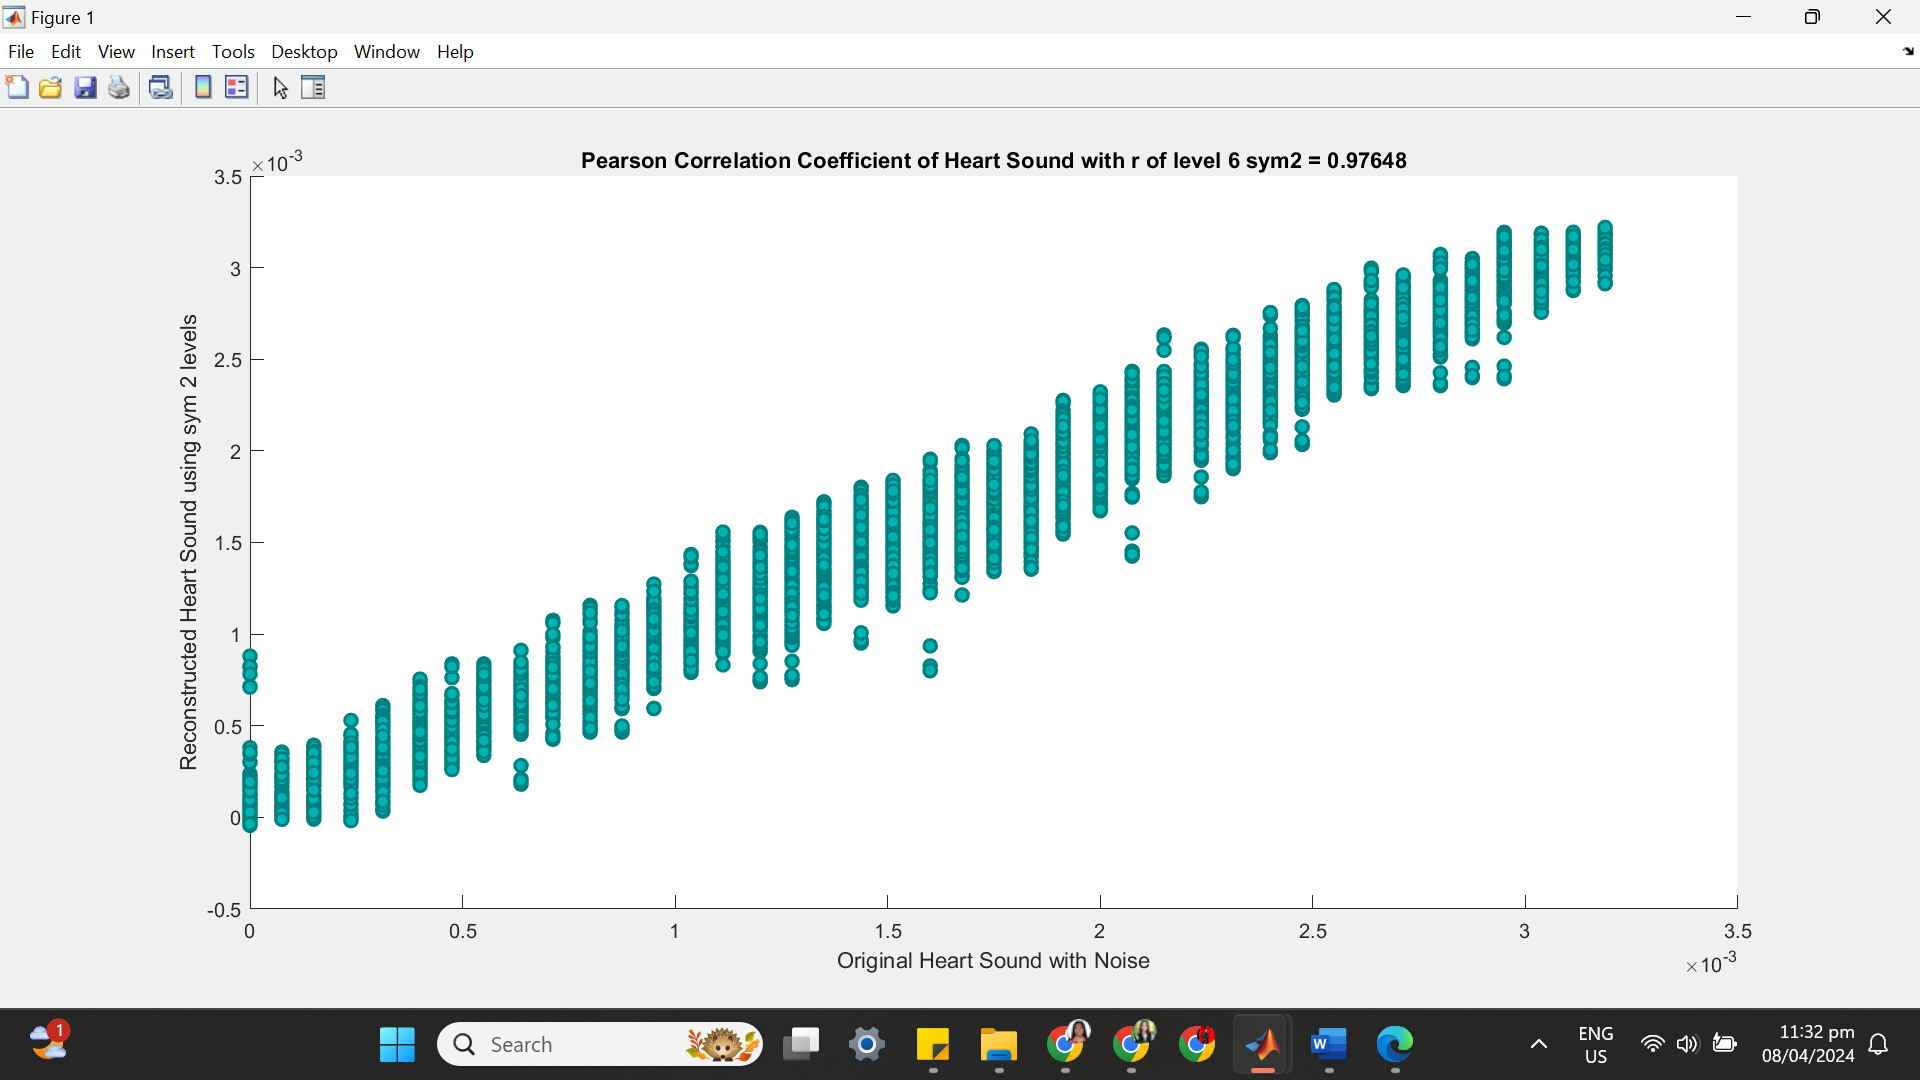 Figure 1
File Edit View Insert Tools Desktop Window Help
Pearson Correlation Coefficient of Heart Sound with r of level 6 sym2 = 0.97648
×10-3
3.5
3
2.5
2
1.5
1
0.5
0
-0.5
Reconstructed Heart Sound using sym 2 levels
0 0.5 1 1.5 2 2.5 3 3.5
Original Heart Sound with Noise
×10-3
1
Search
W
ENG
US
11:32 pm
08/04/2024